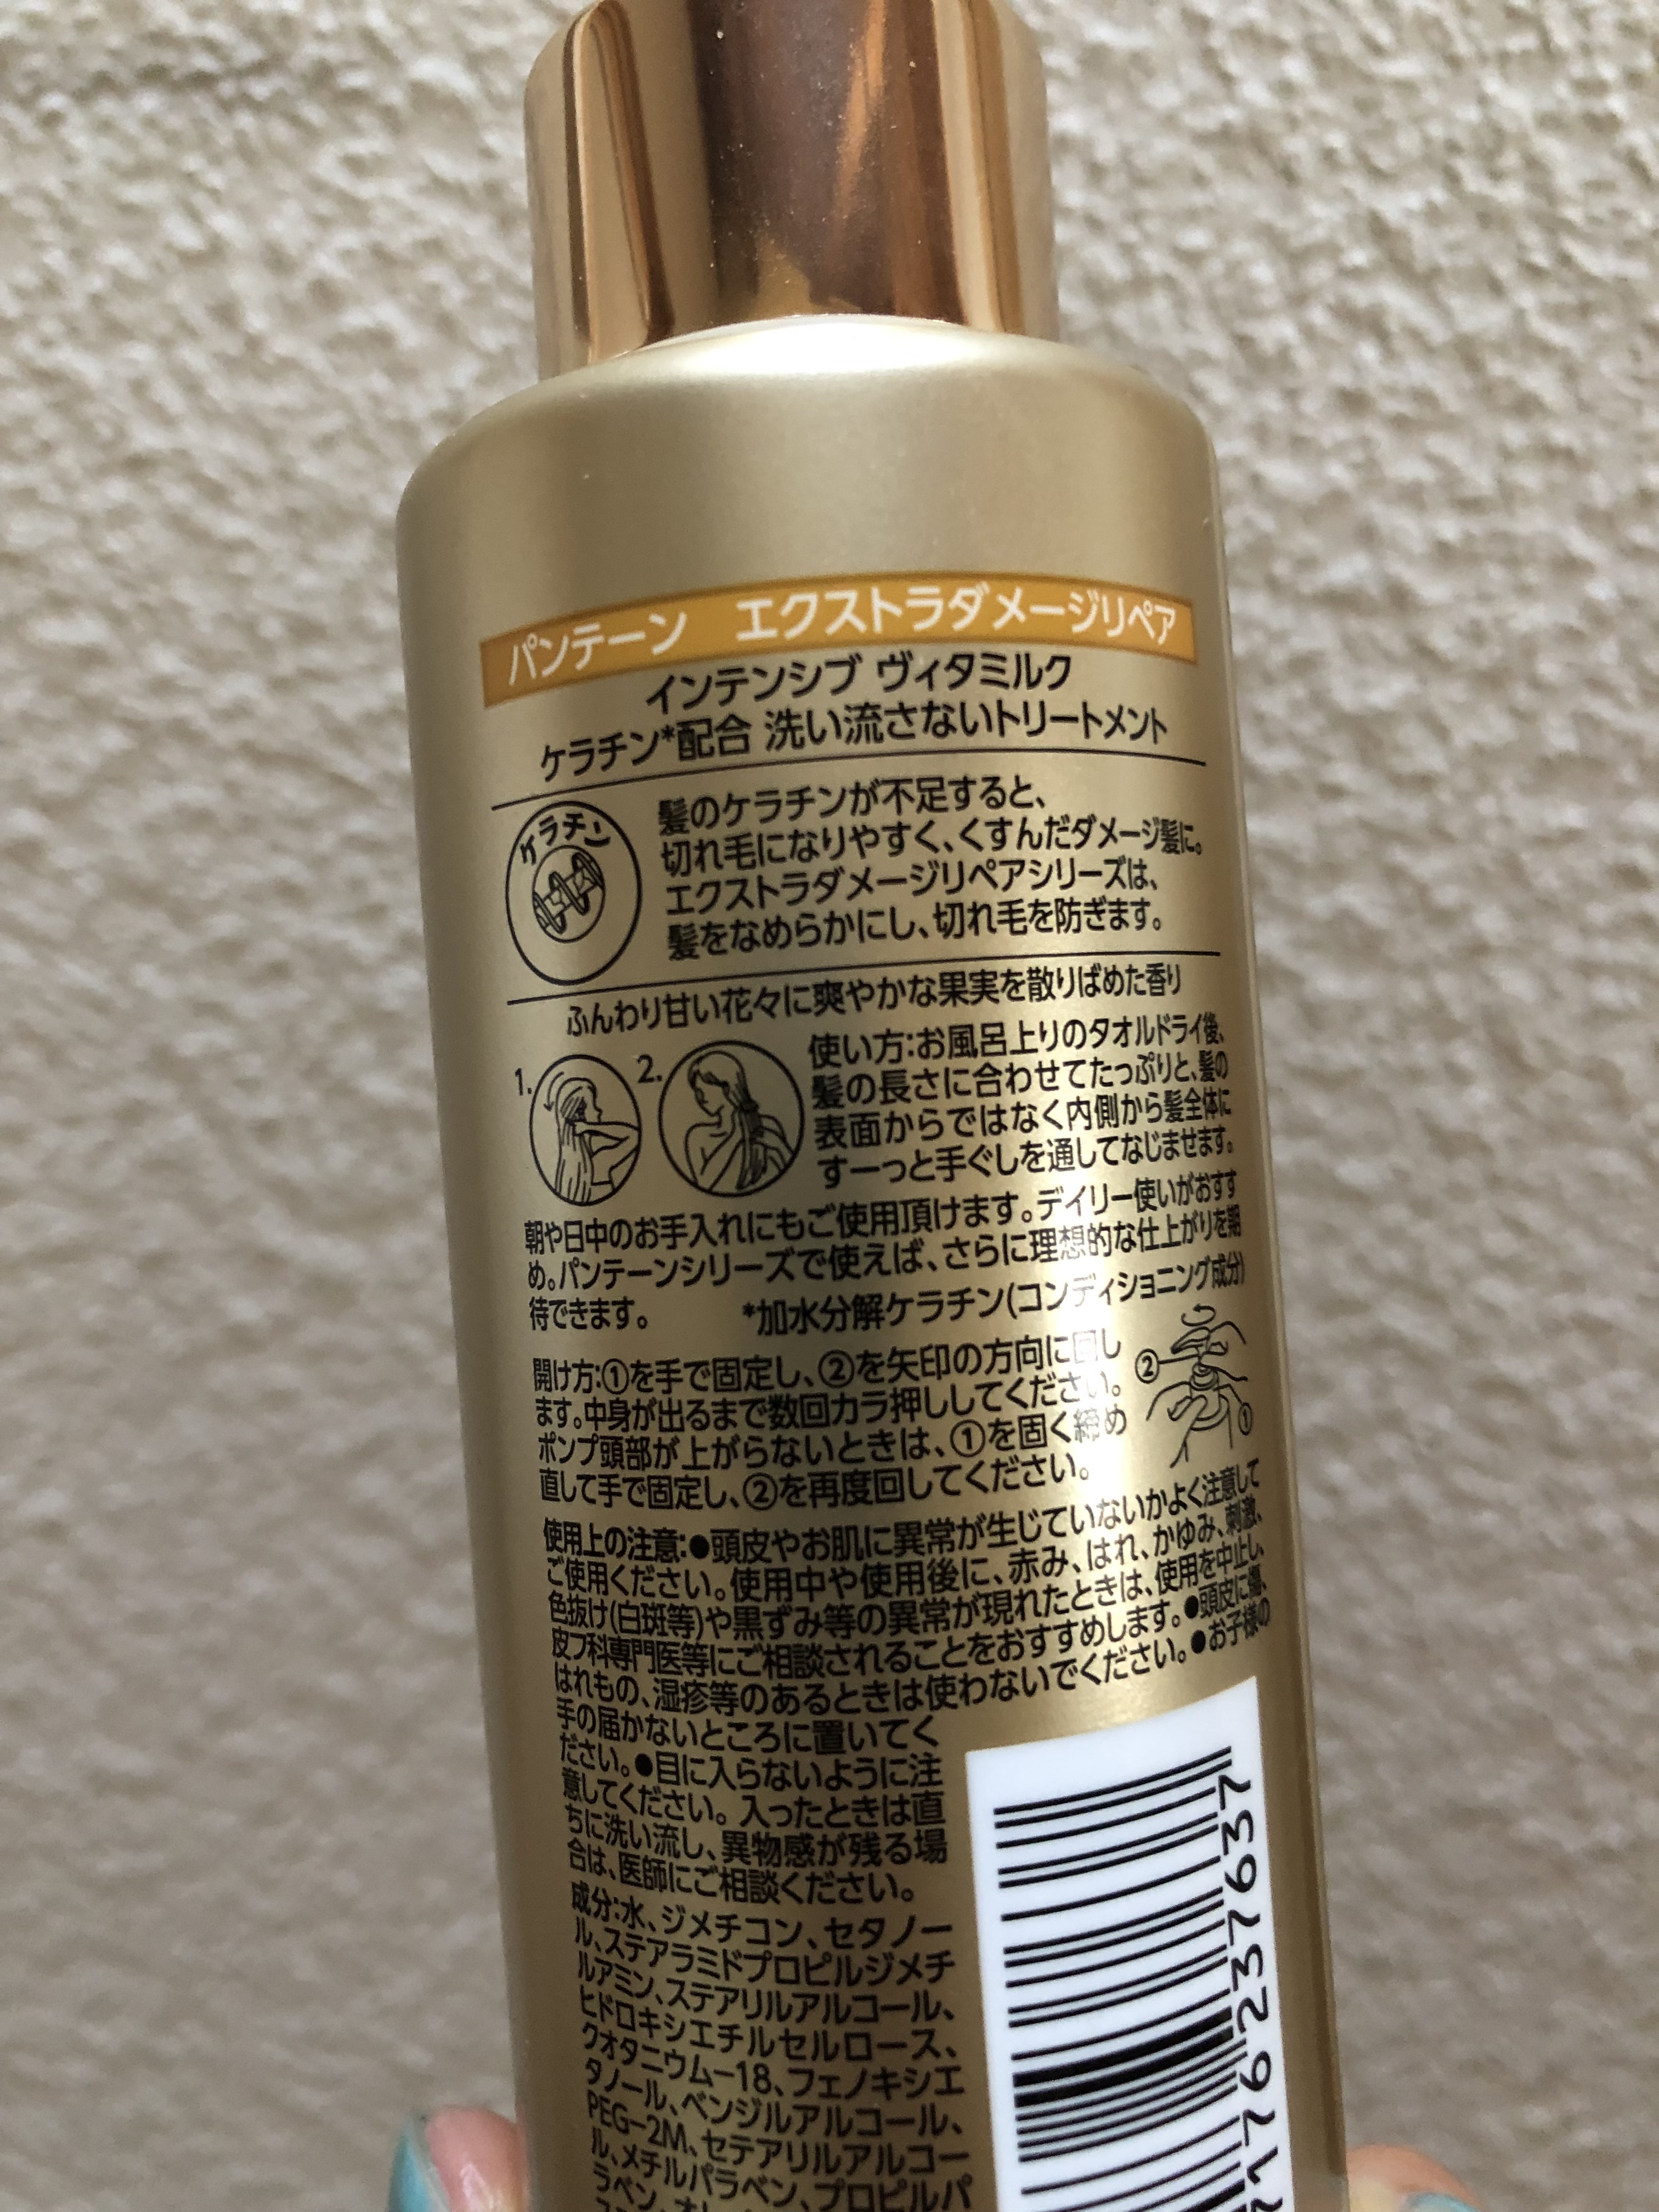 パンテーン エクストラダメージリペア
インテンシブ ヴィタミルク
ケラチン*配合 洗い流さないトリートメント
ケラチン
髪のケラチンが不足すると、
切れ毛になりやすく、くすんだダメージ髪に。
エクストラダメージリペアシリーズは、
髪をなめらかにし、切れ毛を防ぎます。
ふんわり甘い花々に爽やかな果実を散りばめた香り
1.
2.
使い方:お風呂上りのタオルドライ後、
髪の長さに合わせてたっぷりと、髪の
表面からではなく内側から髪全体に
すーっと手ぐしを通してなじませます。
朝や日中のお手入れにもご使用頂けます。デイリー使いがおすす
め。パンテーンシリーズで使えば、さらに理想的な仕上がりを期
待できます。 *加水分解ケラチン(コンディショニング成分)
開け方:①を手で固定し、②を矢印の方向に回し
ます。中身が出るまで数回カラ押ししてください。
ポンプ頭部が上がらないときは、①を固く締め
直して手で固定し、②を再度回してください。
②
①
使用上の注意:●頭皮やお肌に異常が生じていないかよく注意して
ご使用ください。使用中や使用後に、赤み、はれ、かゆみ、刺激、
色抜け(白斑等)や黒ずみ等の異常が現れたときは、使用を中止し、
皮フ科専門医等にご相談されることをおすすめします。●頭皮に傷、
はれもの、湿疹等のあるときは使わないでください。●お子様の
手の届かないところに置いてく
ださい。●目に入らないように注
意してください。入ったときは直
ちに洗い流し、異物感が残る場
合は、医師にご相談ください。
成分:水、ジメチコン、セタノー
ル、ステアラミドプロピルジメチ
ルアミン、ステアリルアルコール、
ヒドロキシエチルセルロース、
クオタニウム-18、フェノキシエ
タノール、ベンジルアルコール、
PEG-2M、セテアリルアルコー
ル、メチルパラベン、プロピルパ
ラベン、
176237637